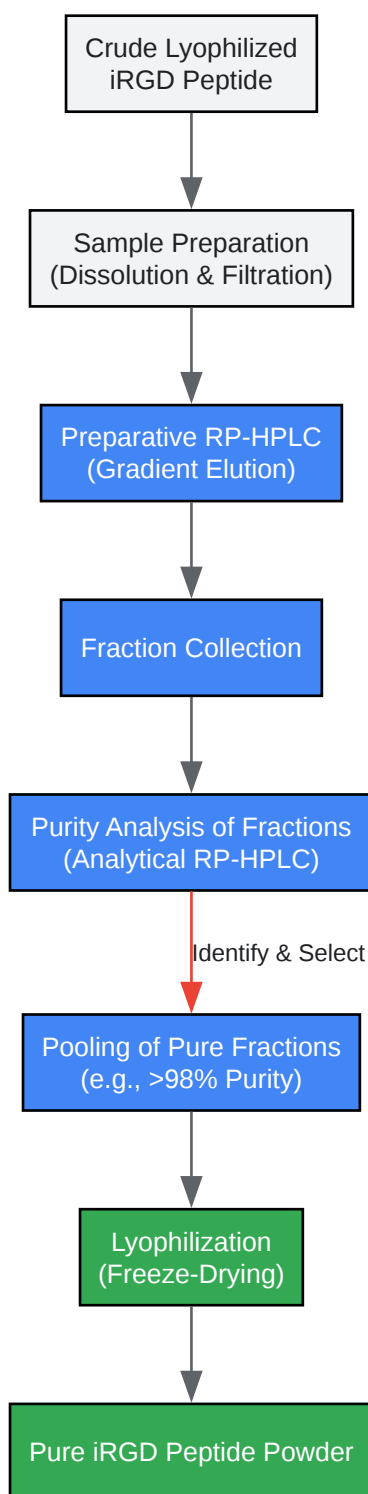 Crude Lyophilized
iRGD Peptide
Sample Preparation
(Dissolution & Filtration)
Preparative RP-HPLC
(Gradient Elution)
Fraction Collection
Purity Analysis of Fractions
(Analytical RP-HPLC)
Identify & Select
Pooling of Pure Fractions
(e.g., >98% Purity)
Lyophilization
(Freeze-Drying)
Pure iRGD Peptide Powder